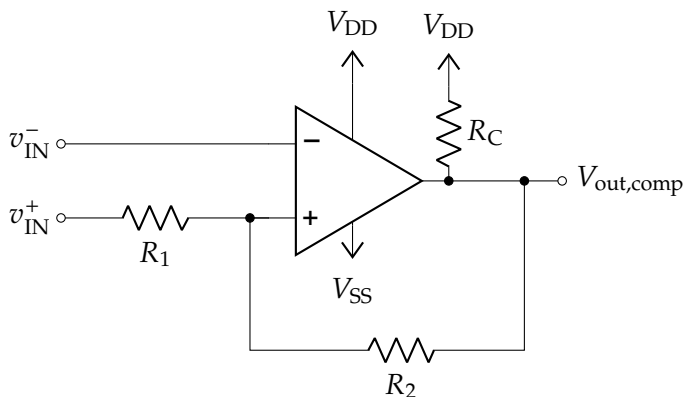 V_DD
V_DD
R_C
v_IN^-
−
V_out,comp
v_IN^+
+
R_1
V_SS
R_2